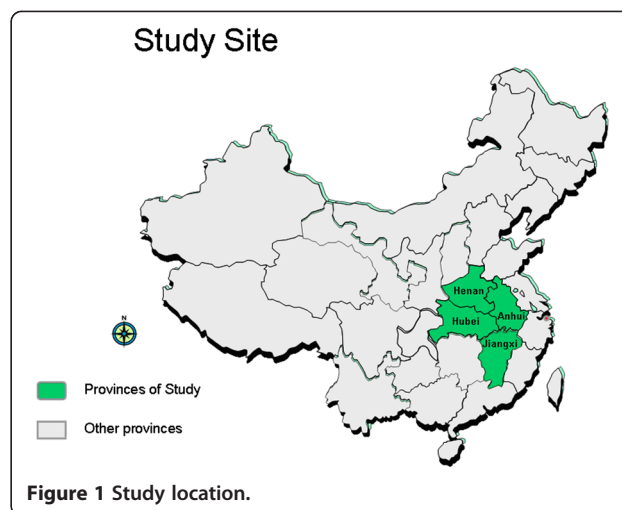 Study Site
Henan
Anhui
Hubei
Jiangxi
N
Provinces of Study
Other provinces
Figure 1 Study location.